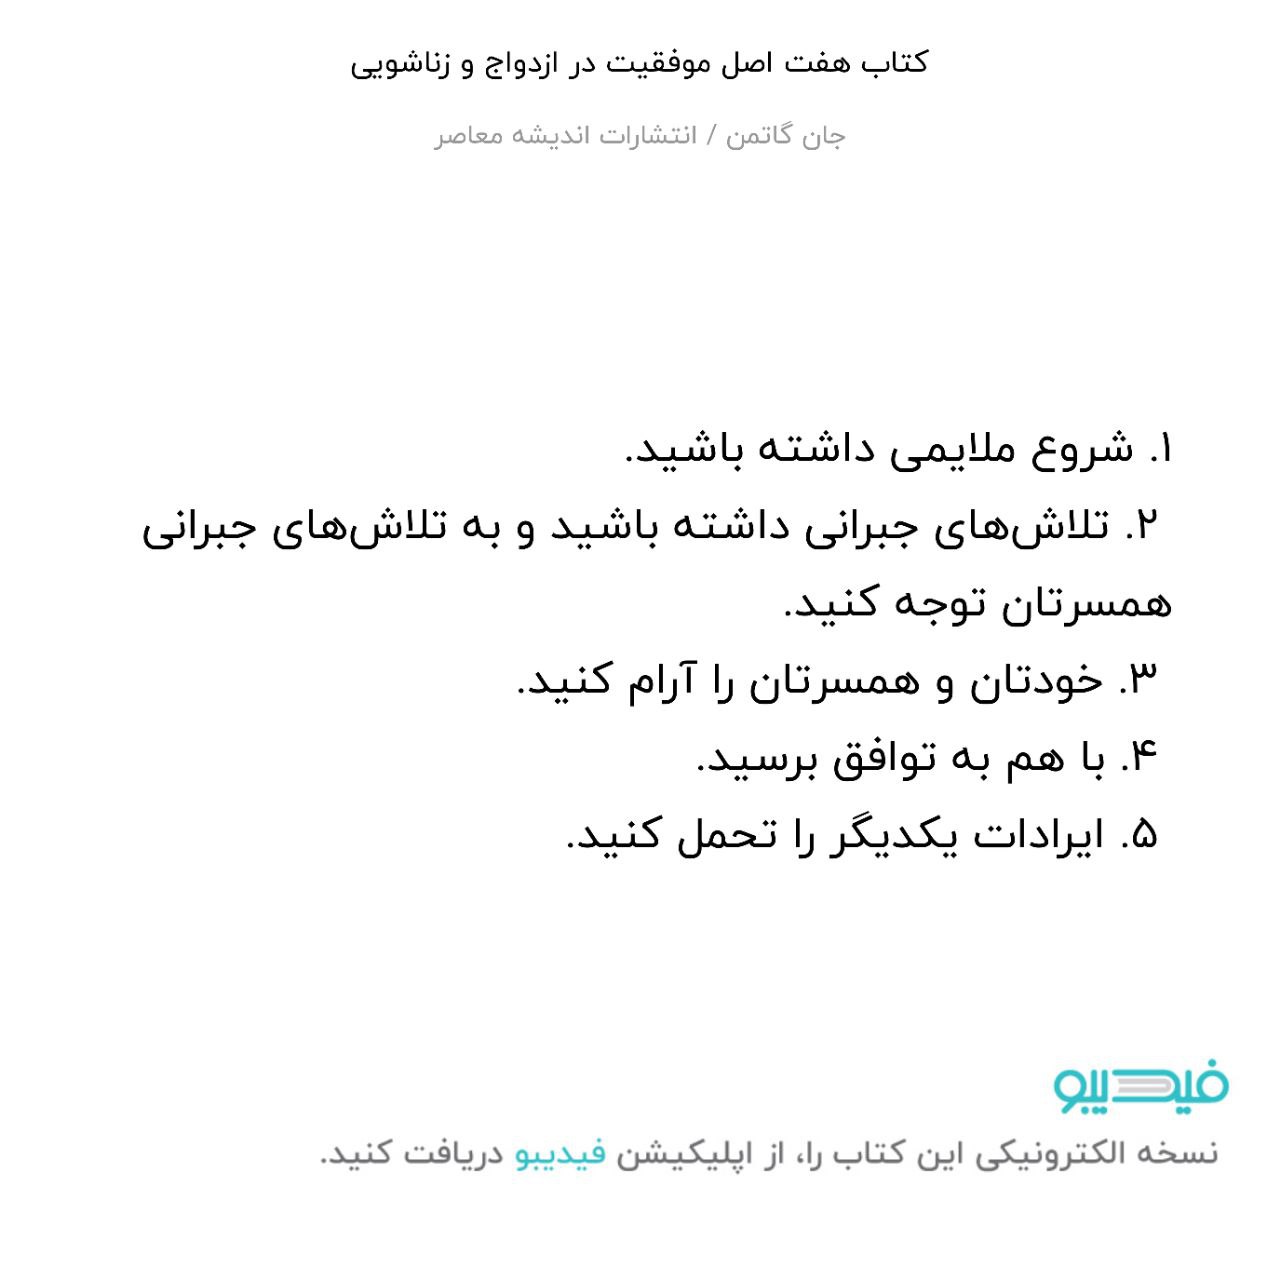 کتاب هفت اصل موفقیت در ازدواج و زناشویی
جان گاتمن / انتشارات اندیشه معاصر
۱. شروع ملایمی داشته باشید.
۲. تلاش‌های جبرانی داشته باشید و به تلاش‌های جبرانی
همسرتان توجه کنید.
۳. خودتان و همسرتان را آرام کنید.
۴. با هم به توافق برسید.
۵. ایرادات یکدیگر را تحمل کنید.
فیدیبو
نسخه الکترونیکی این کتاب را، از اپلیکیشن فیدیبو دریافت کنید.